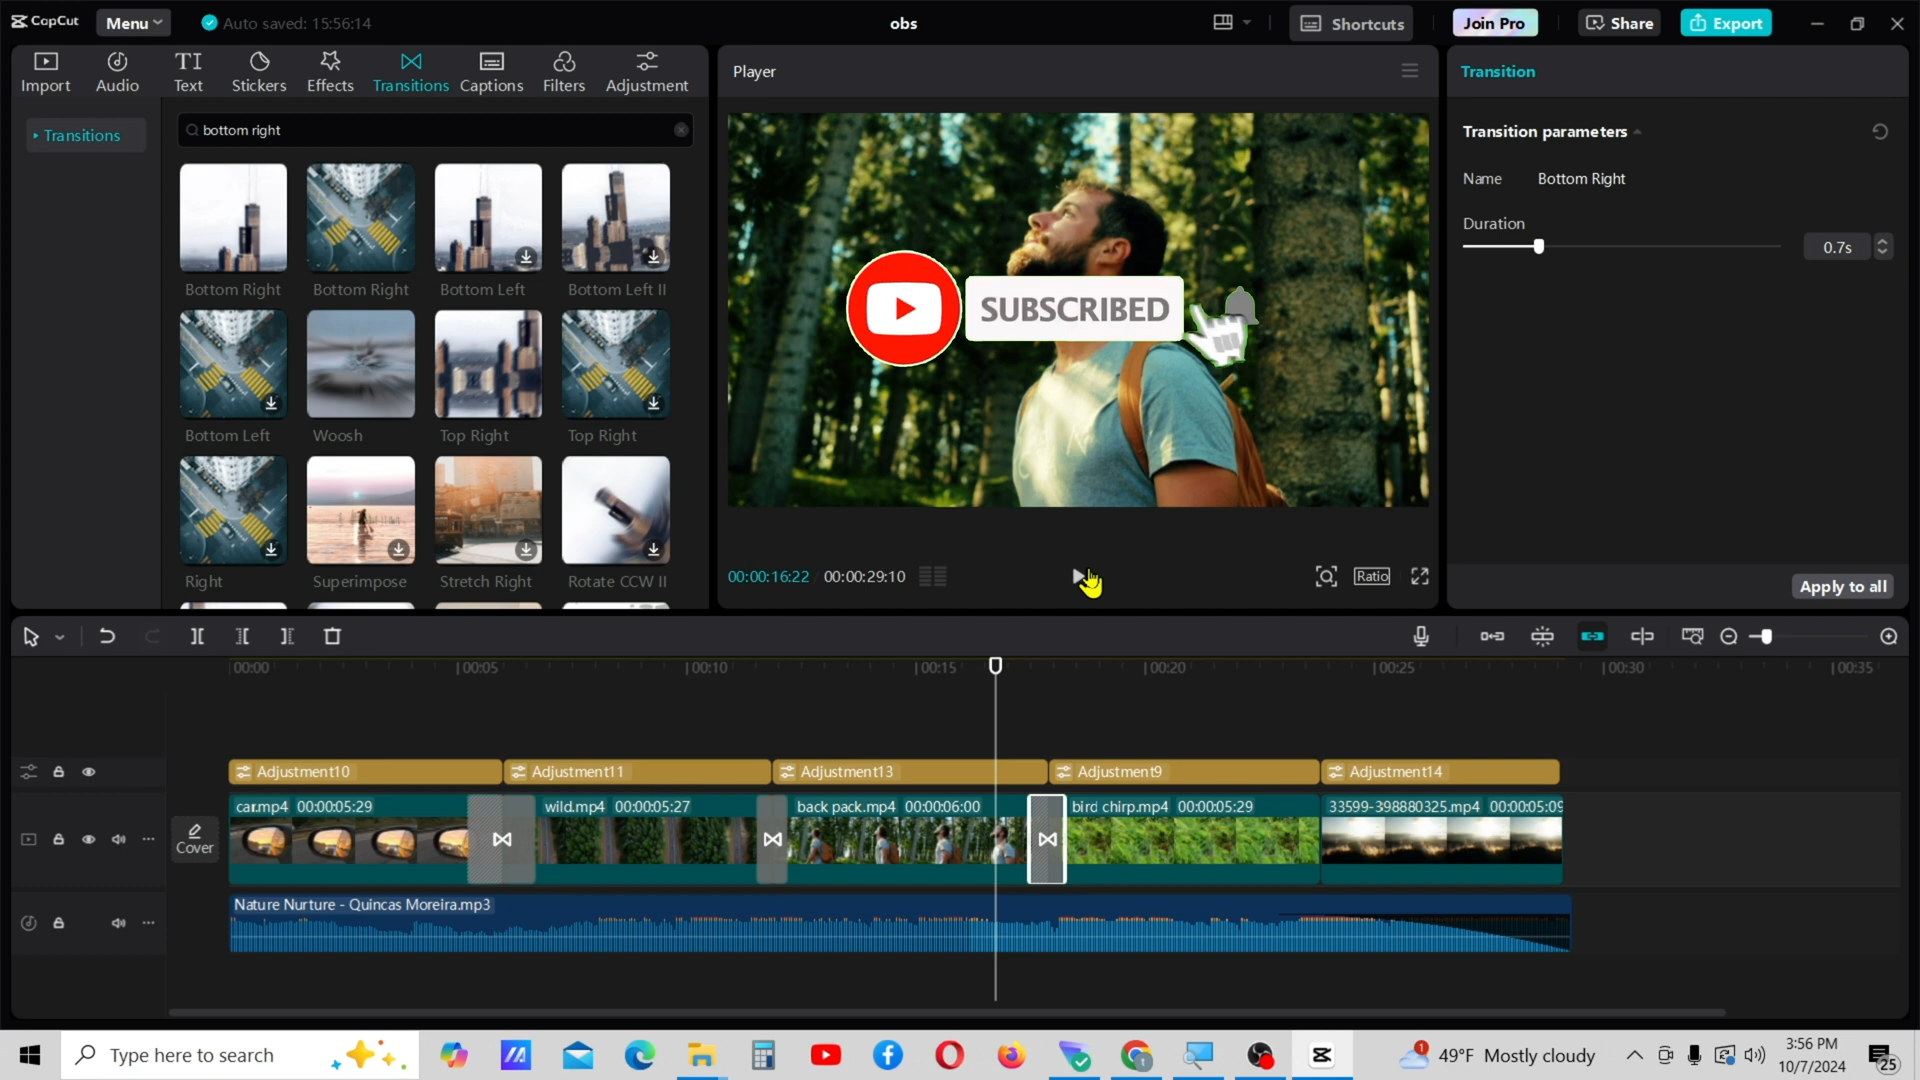 CapCut
Menu
Auto saved: 15:56:14
obs
Shortcuts
Join Pro
Share
Export
Import
Audio
TI
Text
Stickers
Effects
Transitions
Captions
Filters
Adjustment
Transitions
bottom right
Bottom Right
Bottom Right
Bottom Left
Bottom Left II
Bottom Left
Woosh
Top Right
Top Right
Right
Superimpose
Stretch Right
Rotate CCW II
Player
SUBSCRIBED
00:00:16:22
00:00:29:10
Ratio
Transition
Transition parameters
Name
Bottom Right
Duration
0.7s
Apply to all
00:00
00:05
00:10
00:15
00:20
00:25
00:30
00:35
Adjustment10
Adjustment11
Adjustment13
Adjustment9
Adjustment14
Cover
car.mp4 00:00:05:29
wild.mp4 00:00:05:27
back pack.mp4 00:00:06:00
bird chirp.mp4 00:00:05:29
33599-398880325.mp4 00:00:05:09
Nature Nurture - Quincas Moreira.mp3
Type here to search
1
49°F Mostly cloudy
3:56 PM
10/7/2024
25